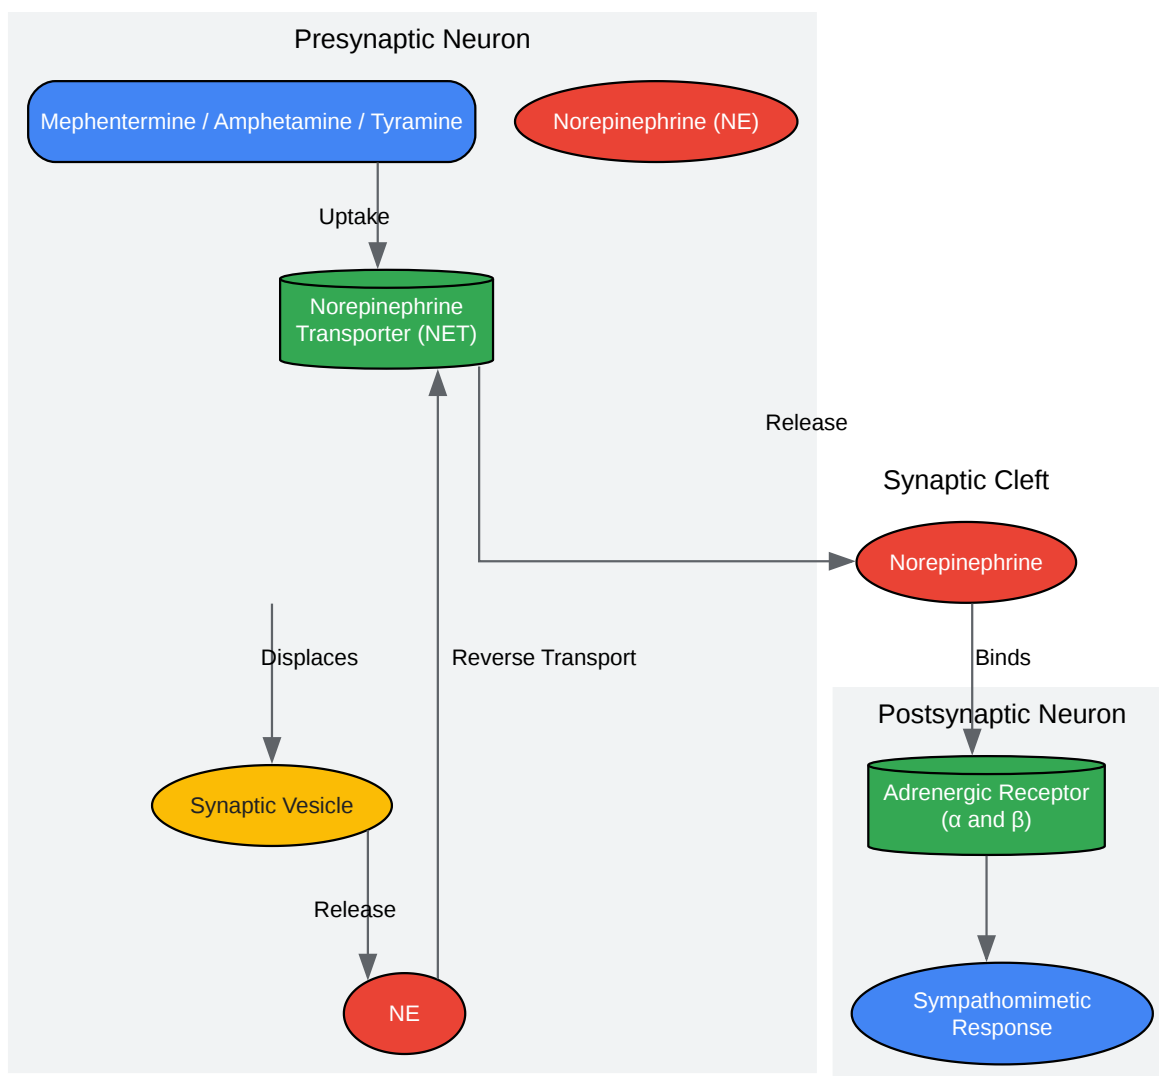 Presynaptic Neuron
Mephentermine / Amphetamine / Tyramine
Norepinephrine (NE)
Uptake
Norepinephrine
Transporter (NET)
Release
Synaptic Cleft
Norepinephrine
Displaces
Reverse Transport
Binds
Postsynaptic Neuron
Synaptic Vesicle
Adrenergic Receptor
(α and β)
Release
NE
Sympathomimetic
Response